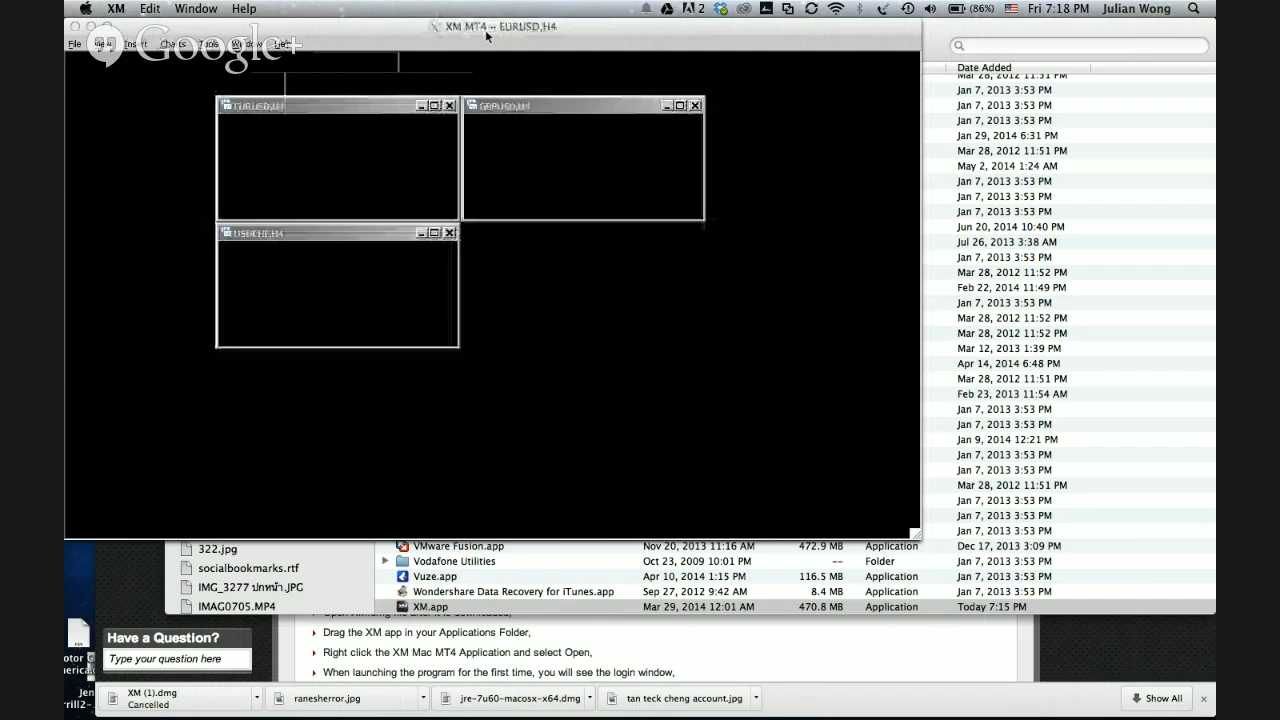 XM Edit Window Help
2
(86%)
Fri 7:18 PM Julian Wong
XM MT4 - EURUSD,H4
Google+
File View Insert Charts Tools Window Help
EURUSD,H4
GBPUSD,H4
USDCHF,H4
Date Added
Mar 28, 2012 11:51 PM
Jan 7, 2013 3:53 PM
Jan 7, 2013 3:53 PM
Jan 7, 2013 3:53 PM
Jan 29, 2014 6:31 PM
Mar 28, 2012 11:51 PM
May 2, 2014 1:24 AM
Jan 7, 2013 3:53 PM
Jan 7, 2013 3:53 PM
Jan 7, 2013 3:53 PM
Jun 20, 2014 10:40 PM
Jul 26, 2013 3:38 AM
Jan 7, 2013 3:53 PM
Mar 28, 2012 11:52 PM
Feb 22, 2014 11:49 PM
Jan 7, 2013 3:53 PM
Mar 28, 2012 11:52 PM
Mar 28, 2012 11:52 PM
Mar 12, 2013 1:39 PM
Apr 14, 2014 6:48 PM
Mar 28, 2012 11:51 PM
Feb 23, 2013 11:54 AM
Jan 7, 2013 3:53 PM
Jan 7, 2013 3:53 PM
Jan 9, 2014 12:21 PM
Jan 7, 2013 3:53 PM
Jan 7, 2013 3:53 PM
Mar 28, 2012 11:51 PM
Jan 7, 2013 3:53 PM
Jan 7, 2013 3:53 PM
Jan 7, 2013 3:53 PM
322.jpg
socialbookmarks.rtf
IMG_3277 ปกหน้า.JPG
IMAG0705.MP4
VMware Fusion.app Nov 20, 2013 11:16 AM 472.9 MB Application Dec 17, 2013 3:09 PM
Vodafone Utilities Oct 23, 2009 0:01 PM -- Folder Jan 7, 2013 3:53 PM
Vuze.app Apr 10, 2014 1:15 PM 116.5 MB Application Jan 7, 2013 3:53 PM
Wondershare Data Recovery for iTunes.app Sep 27, 2012 9:42 AM 8.4 MB Application Jan 7, 2013 3:53 PM
XM.app Mar 29, 2014 12:01 AM 470.8 MB Application Today 7:15 PM
Drag the XM app in your Applications Folder,
Right click the XM Mac MT4 Application and select Open,
When launching the program for the first time, you will see the login window,
Have a Question?
Type your question here
XM (1).dmg
Cancelled
ranesherror.jpg
jre-7u60-macosx-x64.dmg
tan teck cheng account.jpg
Show All